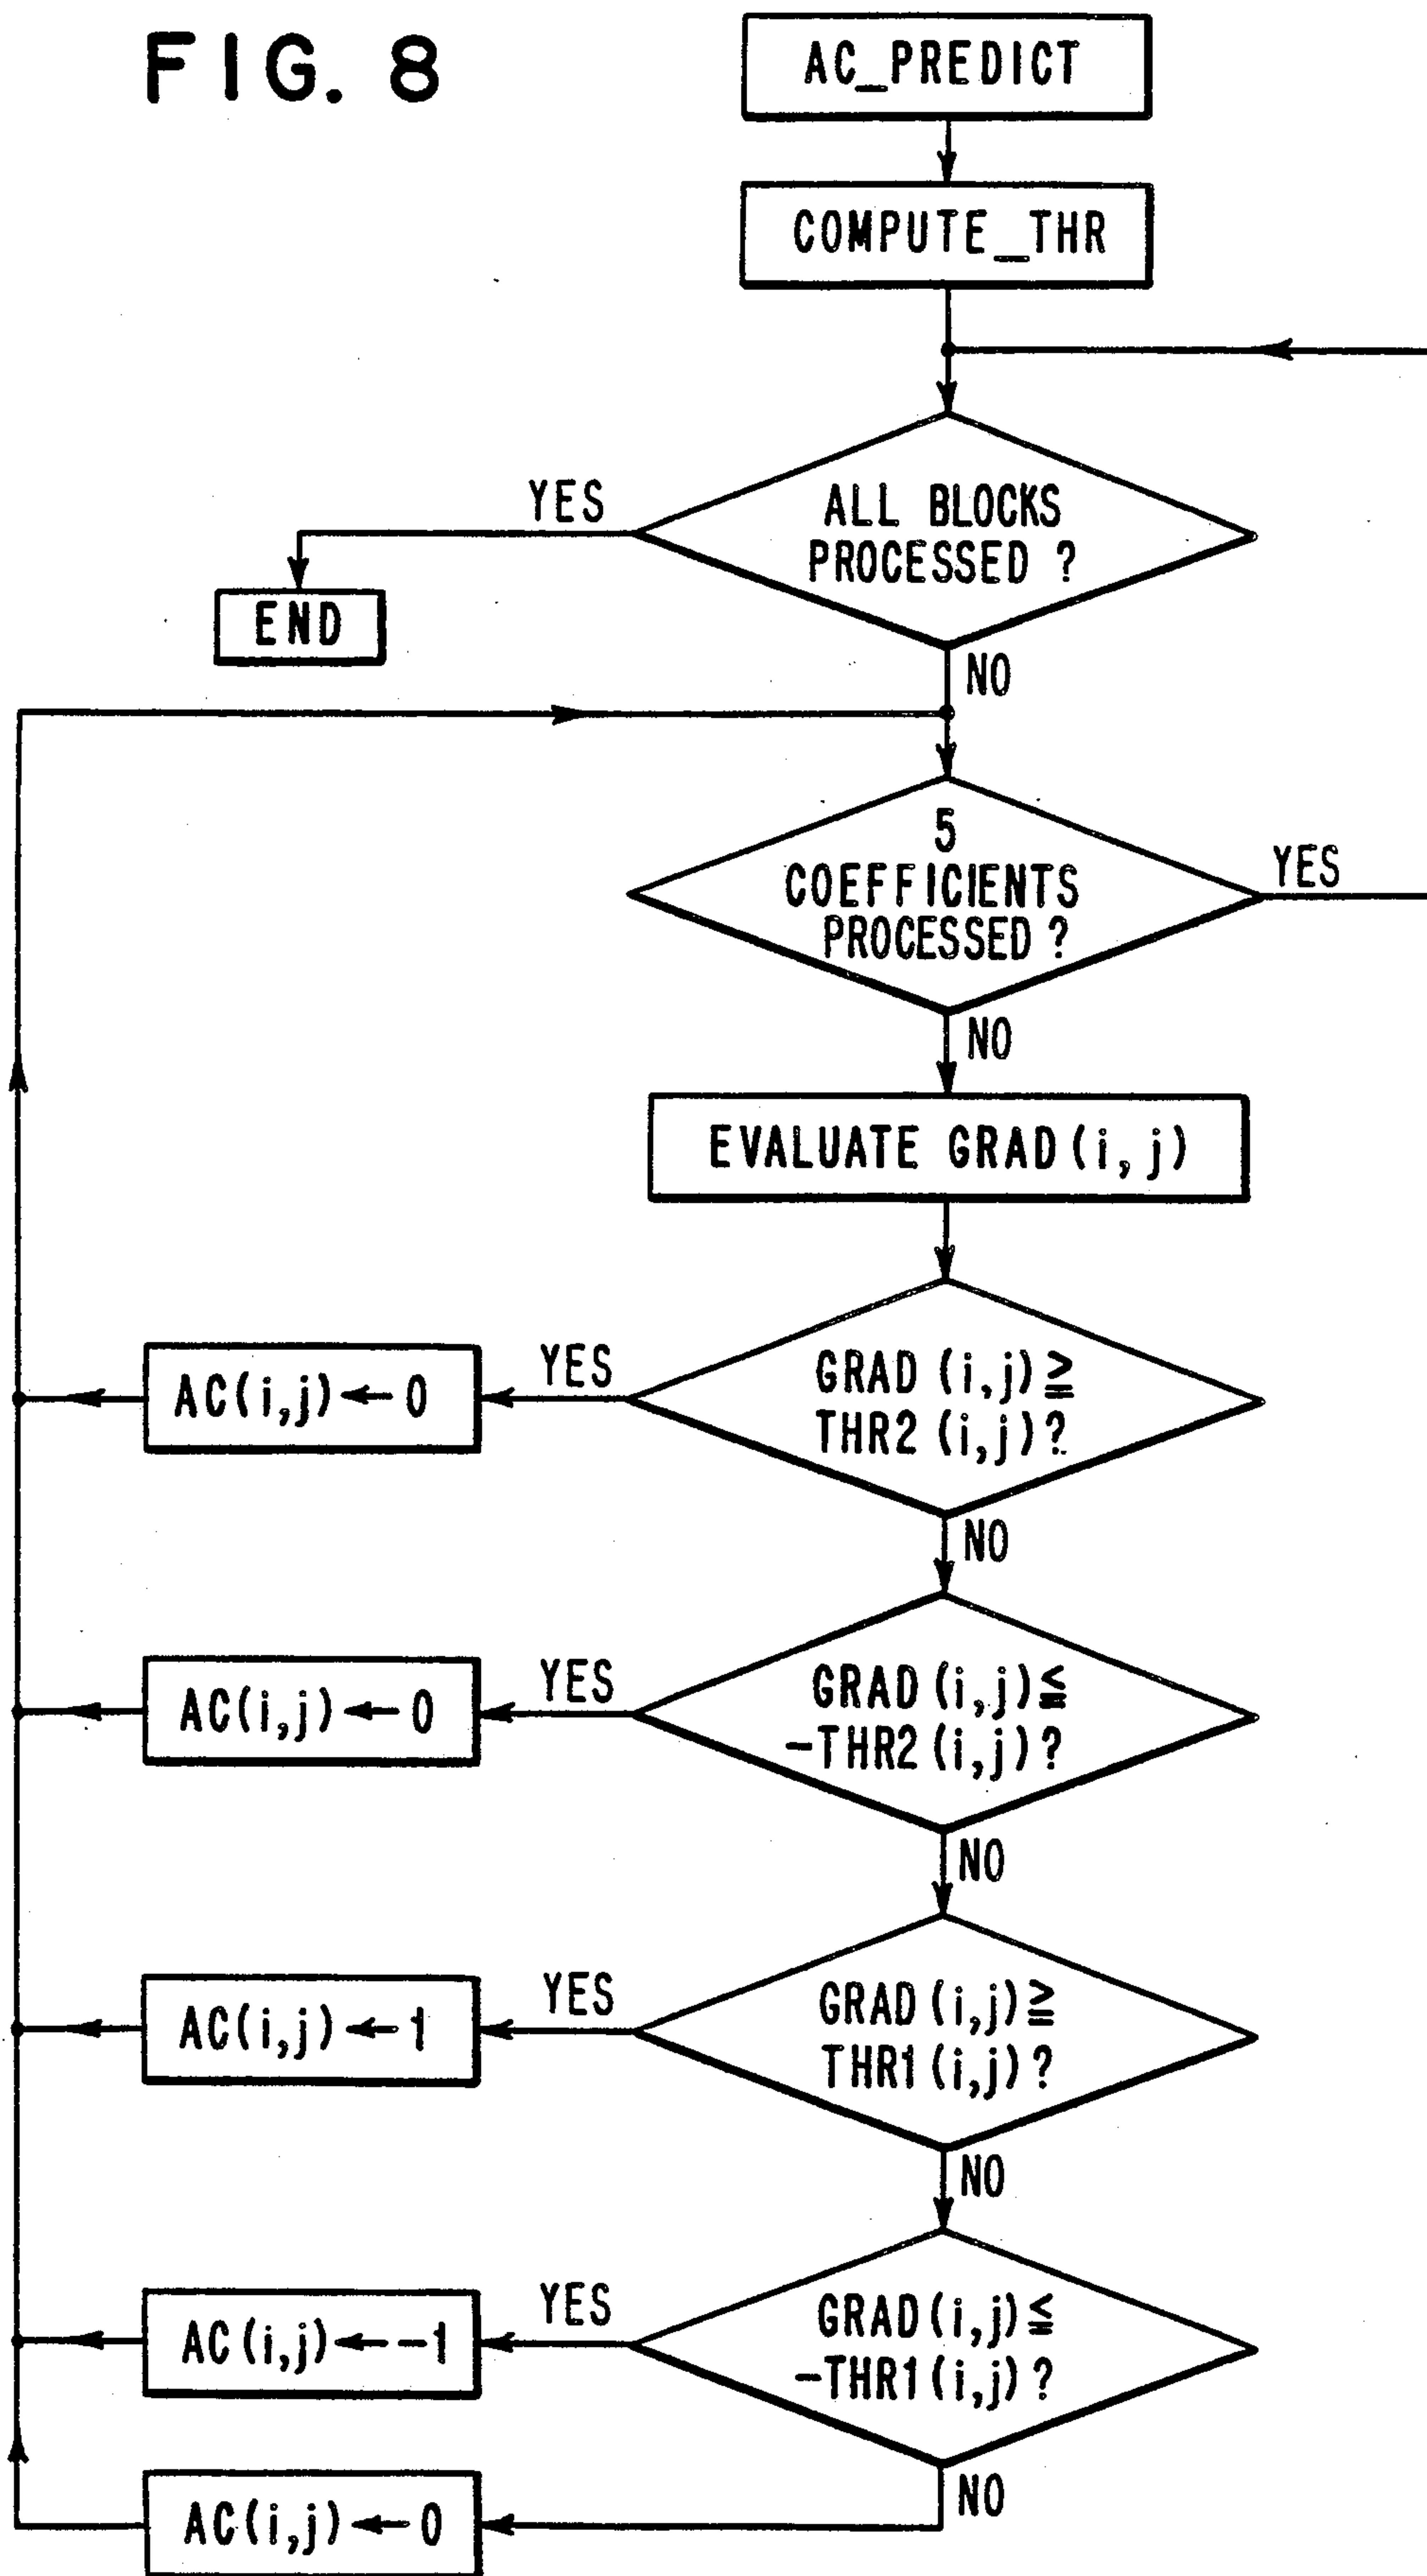 FIG. 8
AC_PREDICT
COMPUTE_THR
ALL BLOCKS
PROCESSED ?
YES
END
NO
5
COEFFICIENTS
PROCESSED ?
YES
NO
EVALUATE GRAD(i,j)
GRAD (i,j) ≧
THR2 (i,j)?
YES
AC(i,j) ← 0
NO
GRAD (i,j) ≦
-THR2 (i,j)?
YES
AC(i,j) ← 0
NO
GRAD (i,j) ≧
THR1 (i,j)?
YES
AC(i,j) ← 1
NO
GRAD (i,j) ≦
-THR1 (i,j)?
YES
AC(i,j) ← -1
NO
AC(i,j) ← 0